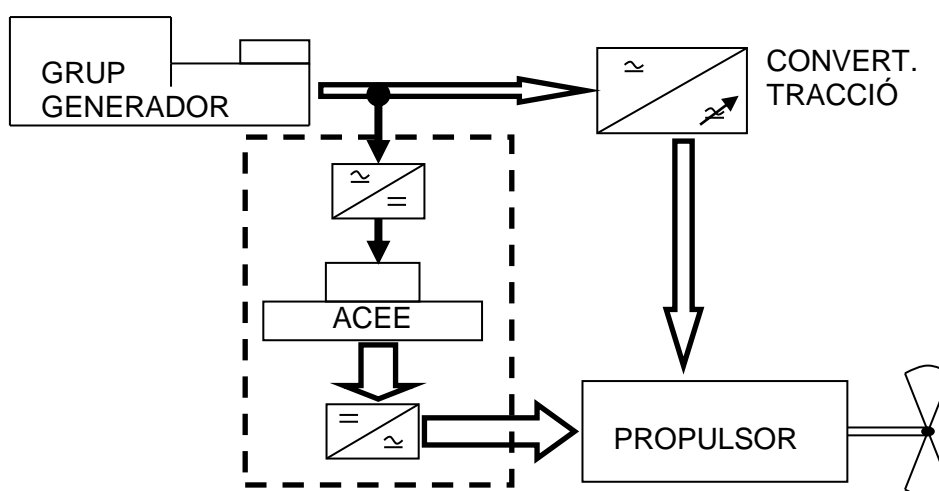 GRUP
GENERADOR
CONVERT.
TRACCIÓ
ACEE
PROPULSOR